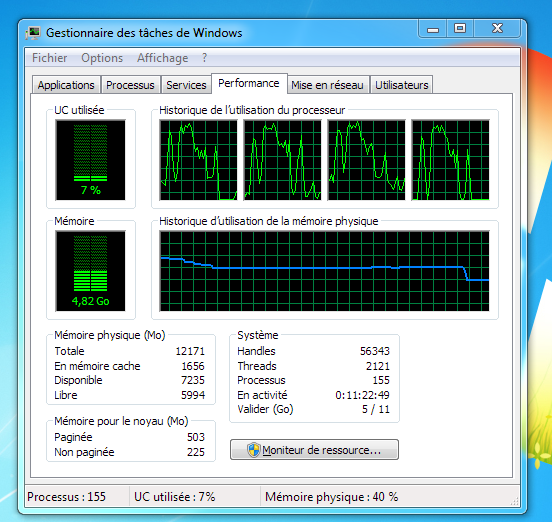 Gestionnaire des tâches de Windows
Fichier Options Affichage ?
Applications Processus Services Performance Mise en réseau Utilisateurs
UC utilisée
7 %
Historique de l'utilisation du processeur
Mémoire
4,82 Go
Historique d'utilisation de la mémoire physique
Mémoire physique (Mo)
Totale 12171
En mémoire cache 1656
Disponible 7235
Libre 5994
Système
Handles 56343
Threads 2121
Processus 155
En activité 0:11:22:49
Valider (Go) 5 / 11
Mémoire pour le noyau (Mo)
Paginée 503
Non paginée 225
Moniteur de ressource...
Processus : 155 UC utilisée : 7% Mémoire physique : 40 %